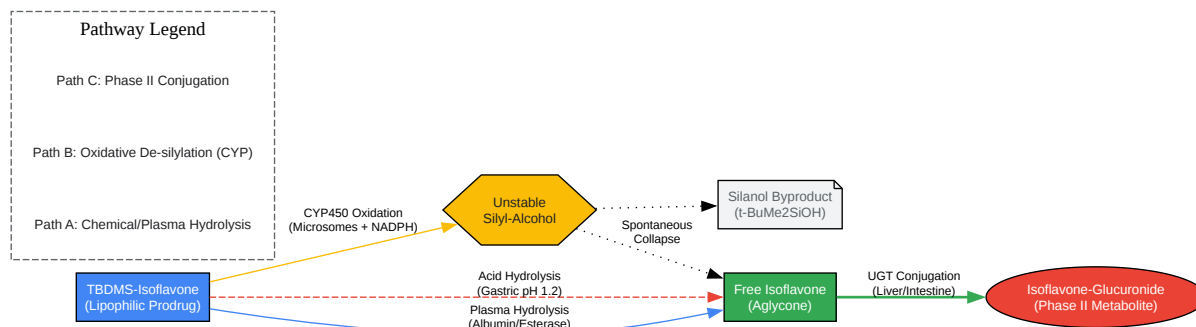 Pathway Legend
Path C: Phase II Conjugation
Path B: Oxidative De-silylation (CYP)
Path A: Chemical/Plasma Hydrolysis
TBDMS-Isoflavone
(Lipophilic Prodrug)
CYP450 Oxidation
(Microsomes + NADPH)
Unstable
Silyl-Alcohol
Silanol Byproduct
(t-BuMe2SiOH)
Spontaneous
Collapse
Acid Hydrolysis
(Gastric pH 1.2)
Plasma Hydrolysis
(Albumin/Esterase)
Free Isoflavone
(Aglycone)
UGT Conjugation
(Liver/Intestine)
Isoflavone-Glucuronide
(Phase II Metabolite)